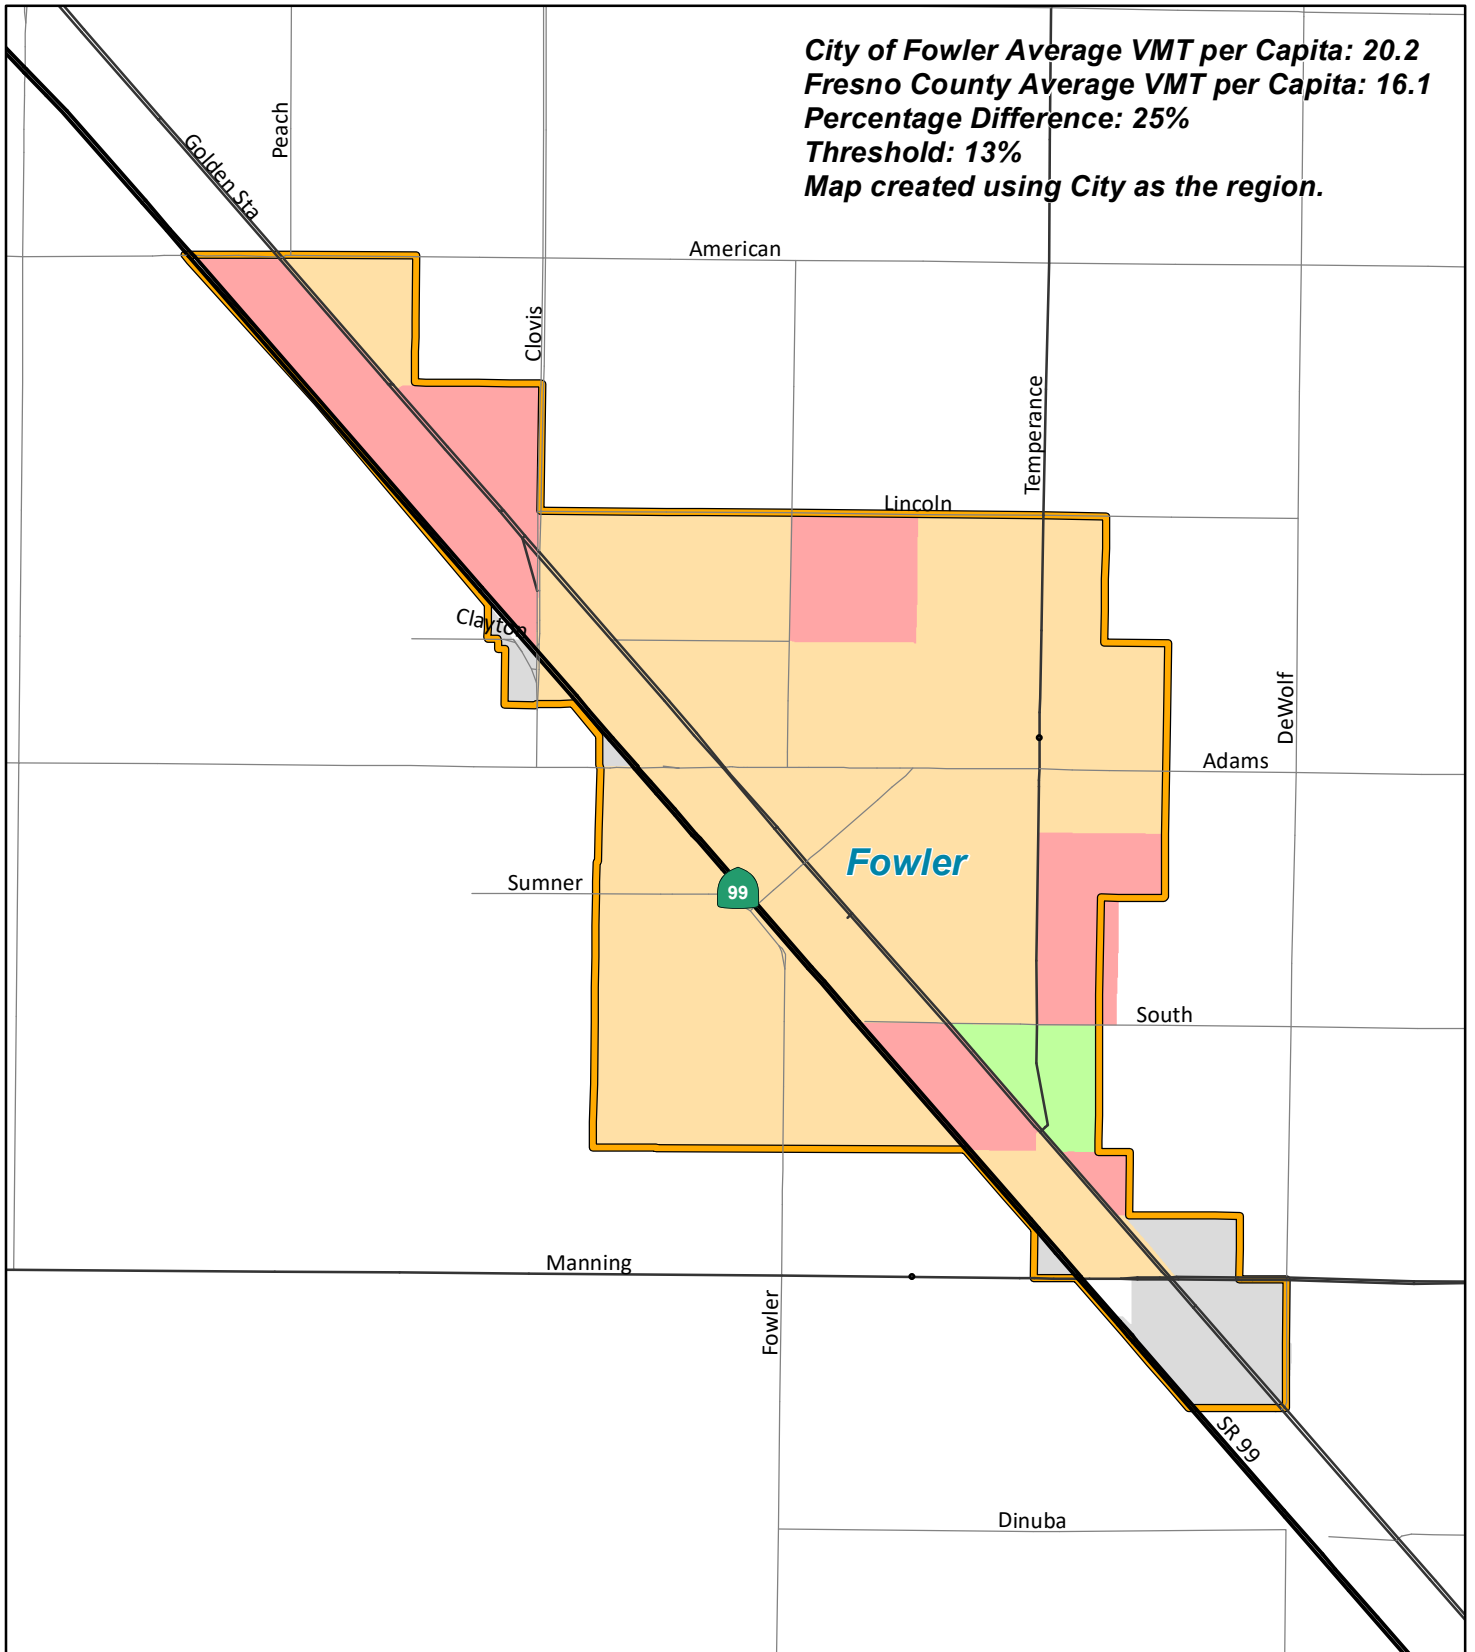 City of Fowler Average VMT per Capita: 20.2
Fresno County Average VMT per Capita: 16.1
Percentage Difference: 25%
Threshold: 13%
Map created using City as the region.
Peach
Golden Sta
American
Clovis
Temperance
Lincoln
Clayton
DeWolf
Adams
Fowler
Sumner
99
South
Manning
Fowler
SR 99
Dinuba